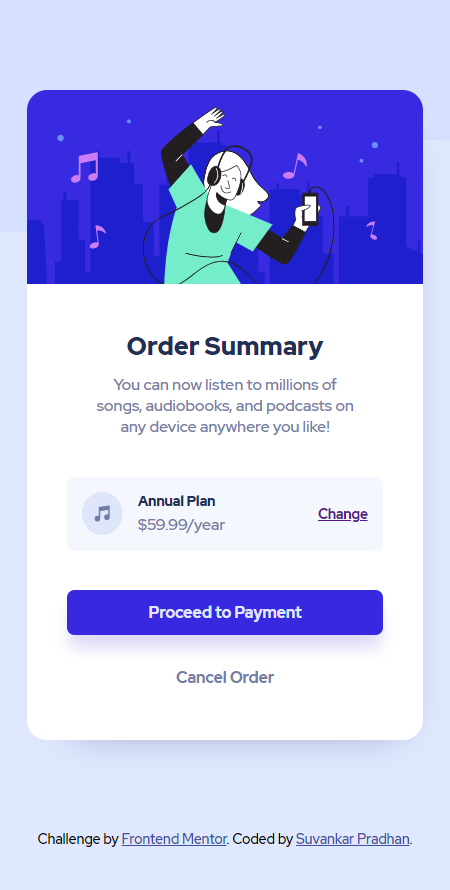 Order Summary
You can now listen to millions of
songs, audiobooks, and podcasts on
any device anywhere you like!
Annual Plan
$59.99/year
Change
Proceed to Payment
Cancel Order
Challenge by Frontend Mentor. Coded by Suvankar Pradhan.